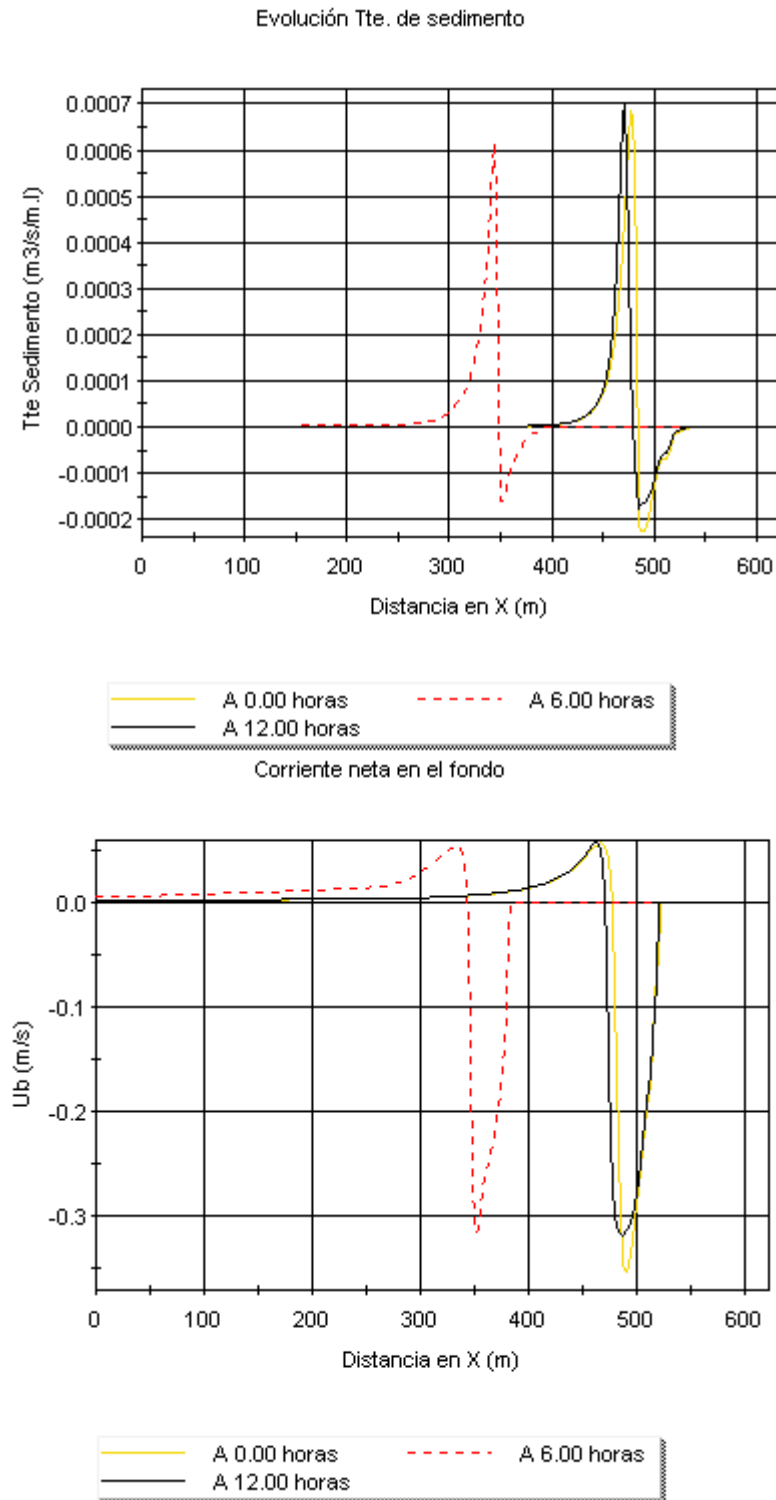 Evolución Tte. de sedimento
0.0007
0.0006
0.0005
0.0004
0.0003
0.0002
0.0001
0.0000
-0.0001
-0.0002
Tte Sedimento (m3/s/m.l)
0 100 200 300 400 500 600
Distancia en X (m)
A 0.00 horas A 6.00 horas
A 12.00 horas
Corriente neta en el fondo
0.0
-0.1
-0.2
-0.3
Ub (m/s)
0 100 200 300 400 500 600
Distancia en X (m)
A 0.00 horas A 6.00 horas
A 12.00 horas